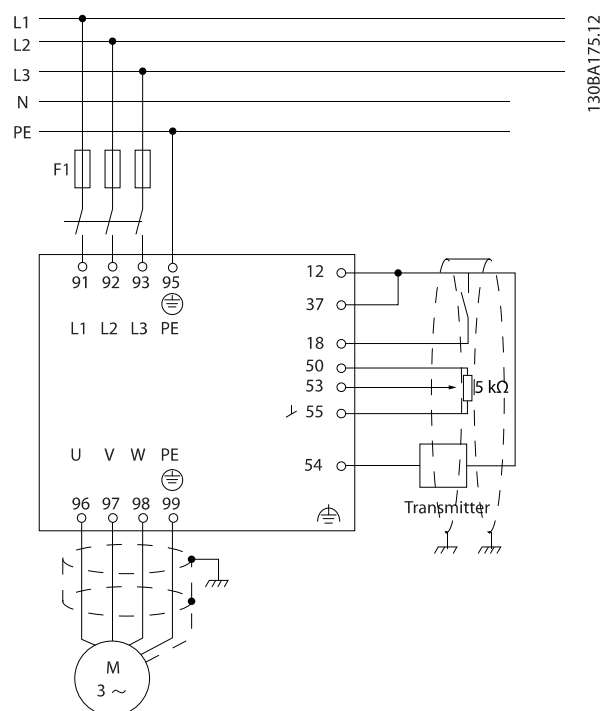 L1
L2
L3
N
PE
130BA175.12
F1
91 92 93 95
L1 L2 L3 PE
12
37
18
50
53
5 kΩ
55
54
Transmitter
U V W PE
96 97 98 99
M
3 ~